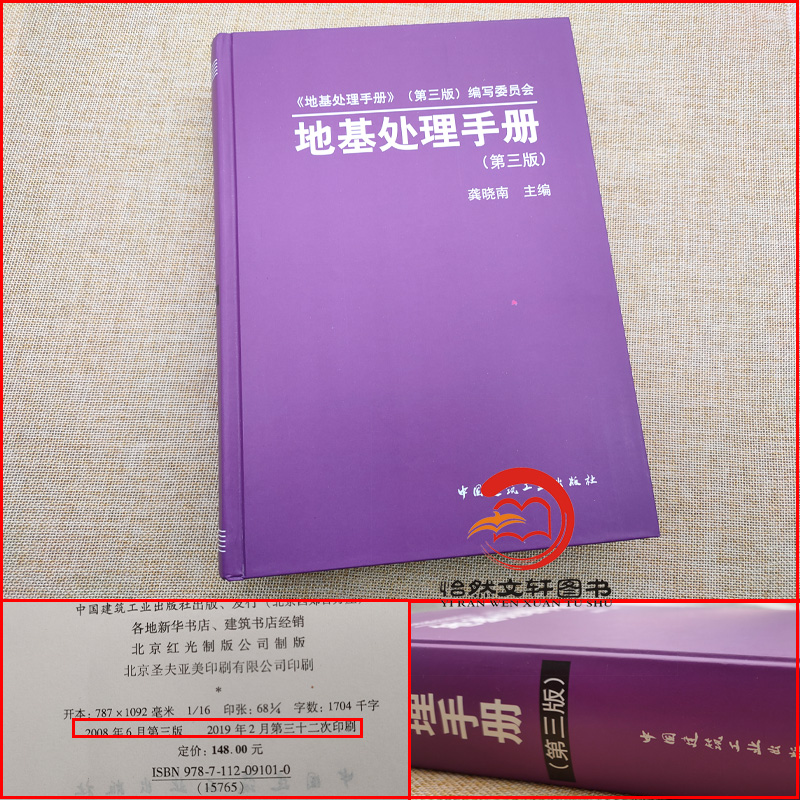 《地基处理手册》（第三版）编写委员会
地基处理手册
（第三版）
龚晓南 主编
中国建筑工业出版社
怡然文轩图书
YI RAN WEN XUAN TU SHU
中国建筑工业出版社出版、发行
各地新华书店、建筑书店经销
北京红光制版公司制版
北京圣夫亚美印刷有限公司印刷
*
开本：787×1092毫米 1/16 印张：68¼ 字数：1704千字
2008年6月第三版 2019年2月第三十二次印刷
定价：148.00元
ISBN 978-7-112-09101-0
(15765)
理手册
（第三版）
中国建筑工业出版